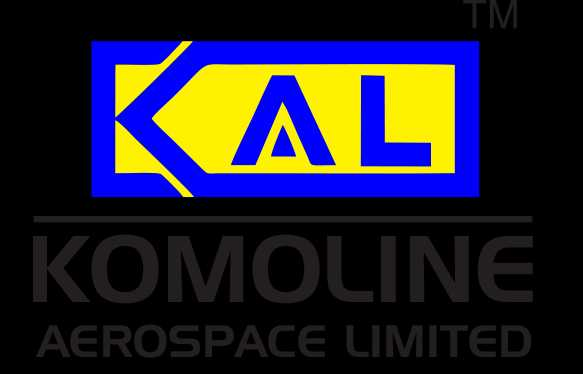 TM
KAL
KOMOLINE
AEROSPACE LIMITED